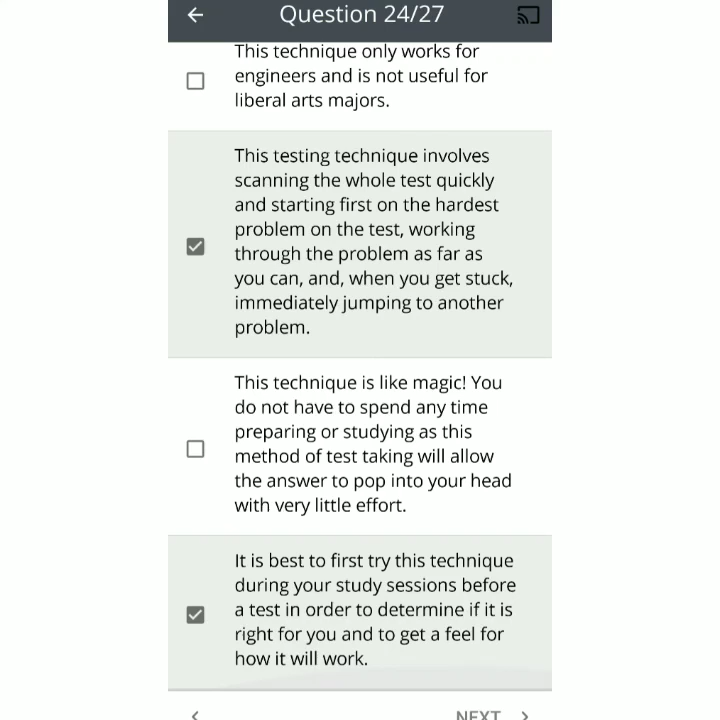 Question 24/27
This technique only works for
engineers and is not useful for
liberal arts majors.
This testing technique involves
scanning the whole test quickly
and starting first on the hardest
problem on the test, working
through the problem as far as
you can, and, when you get stuck,
immediately jumping to another
problem.
This technique is like magic! You
do not have to spend any time
preparing or studying as this
method of test taking will allow
the answer to pop into your head
with very little effort.
It is best to first try this technique
during your study sessions before
a test in order to determine if it is
right for you and to get a feel for
how it will work.
NEXT